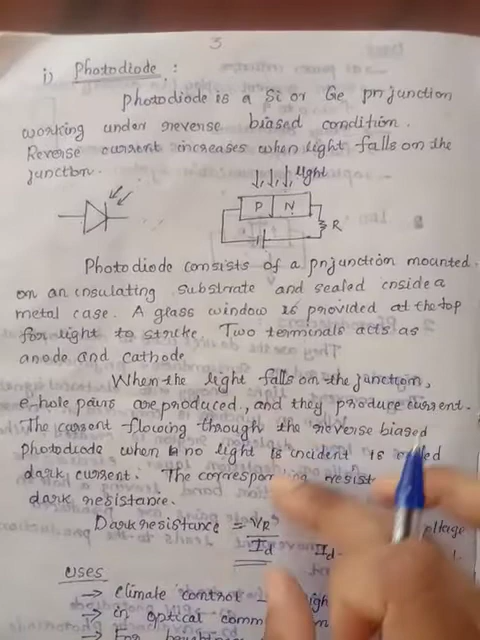 3
i) Photodiode :
Photodiode is a Si or Ge pn junction
working under reverse biased condition.
Reverse current increases when light falls on the
junction.
light
P N
R
Photodiode consists of a pn junction mounted
on an insulating substrate and sealed inside a
metal case. A glass window is provided at the top
for light to strike. Two terminals acts as
anode and cathode
When the light falls on the junction,
e-hole pairs are produced, and they produce current.
The current flowing through the reverse biased
photodiode when no light is incident is called
dark current. The
dark resistance.
Dark resistance = VR
Id
Id -
uses
→ climate control -
→ in optical
→ For